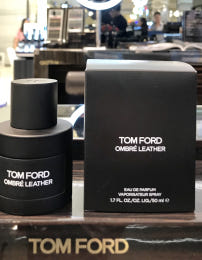 TOM FORD
OMBRÉ LEATHER
TOM FORD
OMBRÉ LEATHER
EAU DE PARFUM
VAPORISATEUR SPRAY
1.7 FL. OZ./OZ. LIQ/50 ml ℮
TOM FORD